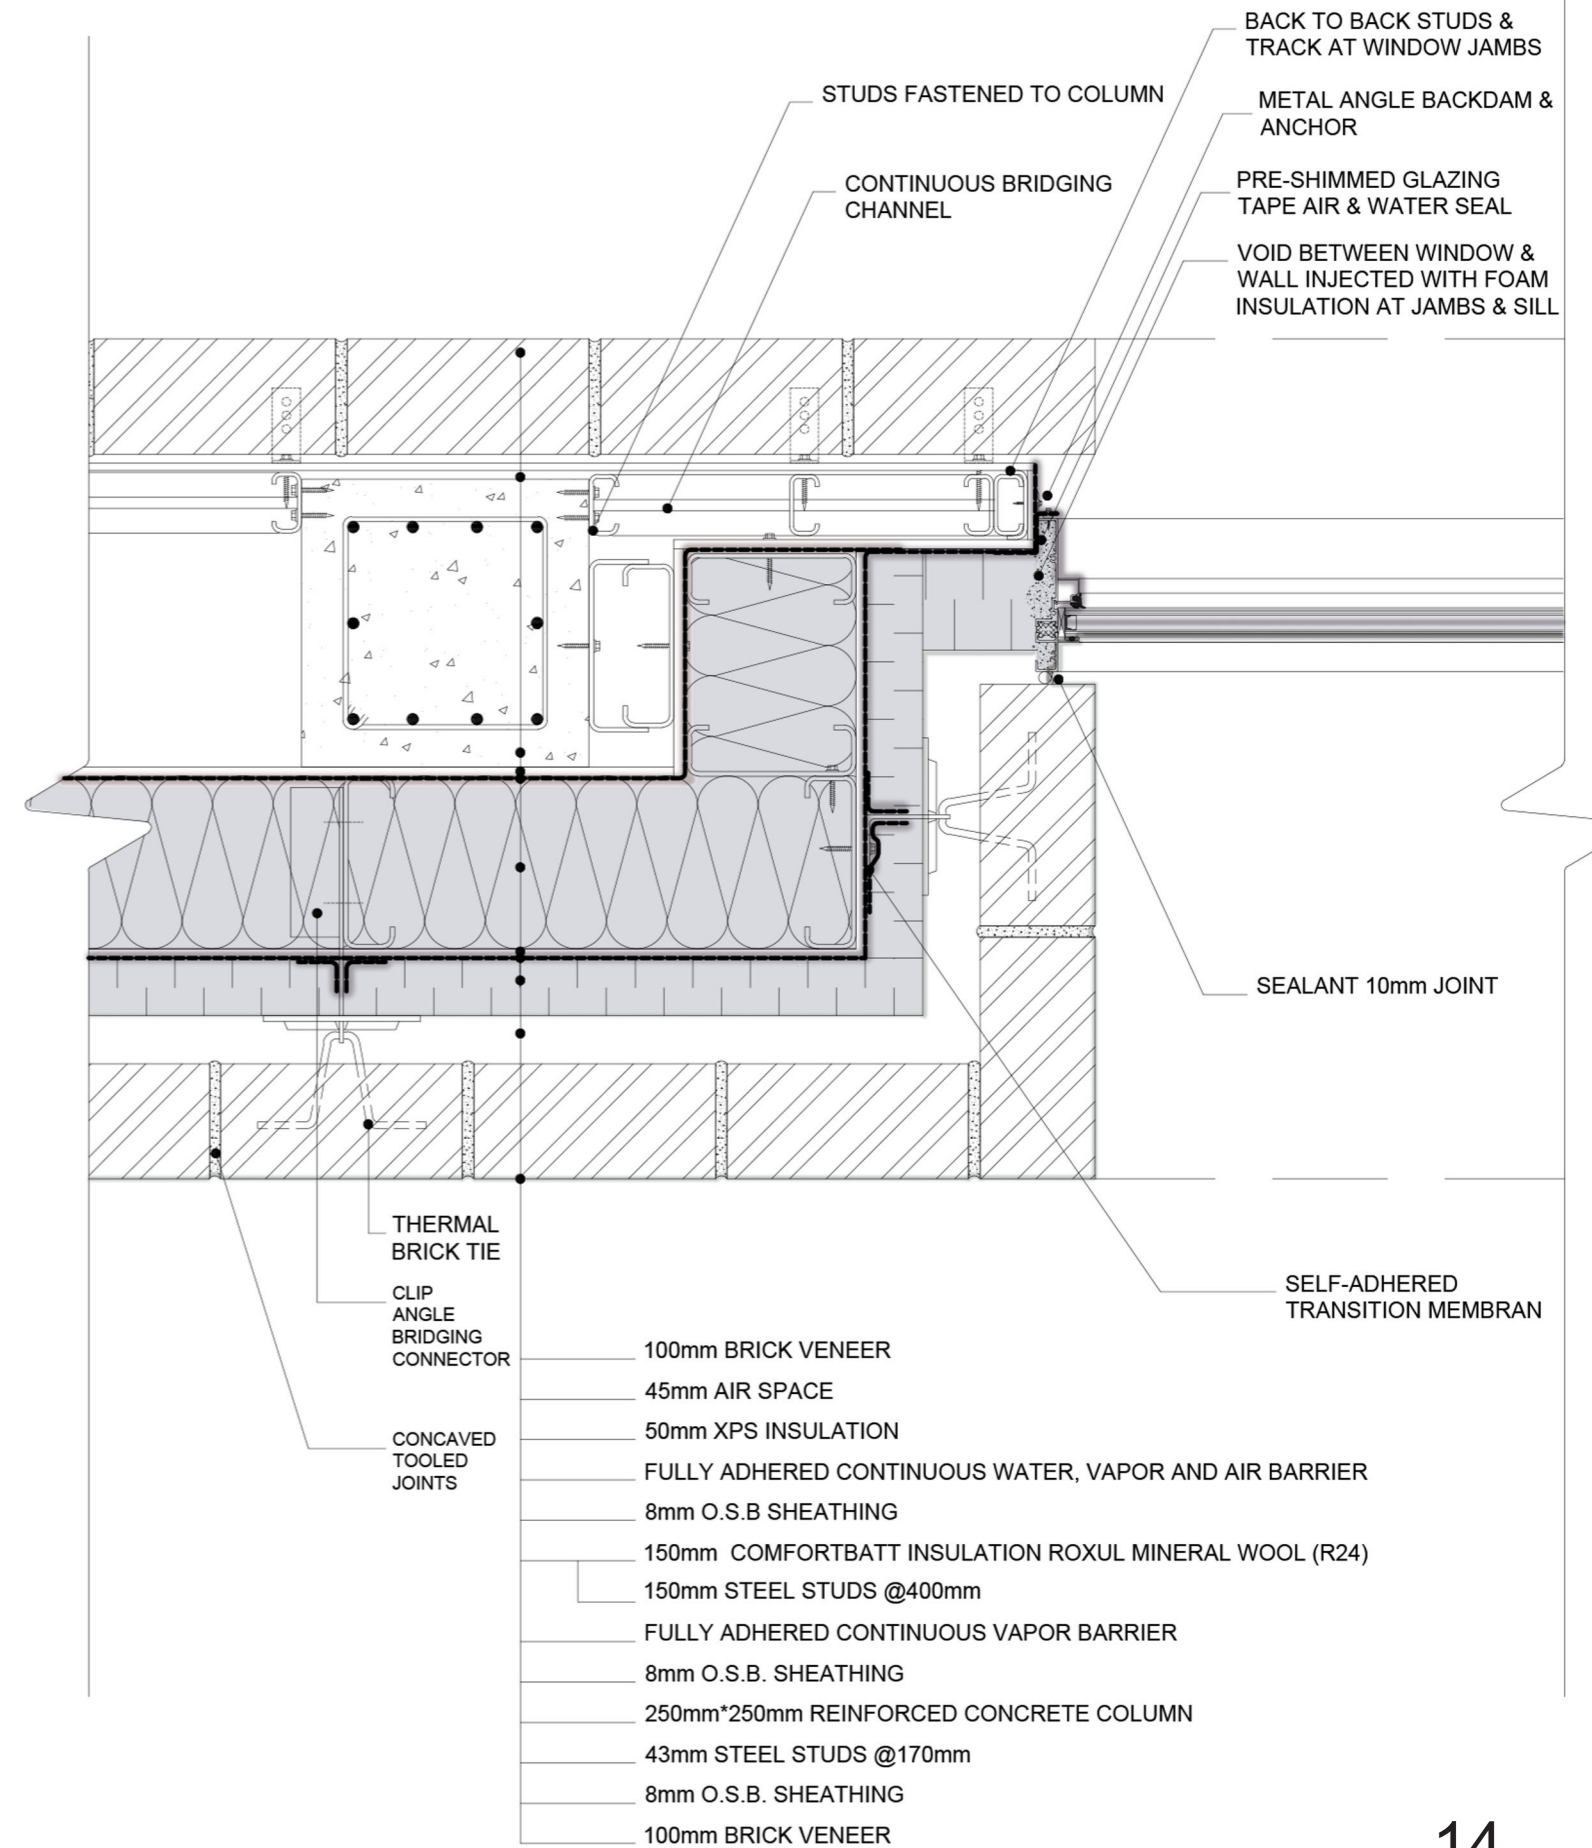 BACK TO BACK STUDS &
TRACK AT WINDOW JAMBS
STUDS FASTENED TO COLUMN
METAL ANGLE BACKDAM &
ANCHOR
CONTINUOUS BRIDGING
CHANNEL
PRE-SHIMMED GLAZING
TAPE AIR & WATER SEAL
VOID BETWEEN WINDOW &
WALL INJECTED WITH FOAM
INSULATION AT JAMBS & SILL
SEALANT 10mm JOINT
THERMAL
BRICK TIE
CLIP
ANGLE
BRIDGING
CONNECTOR
CONCAVED
TOOLED
JOINTS
SELF-ADHERED
TRANSITION MEMBRAN
100mm BRICK VENEER
45mm AIR SPACE
50mm XPS INSULATION
FULLY ADHERED CONTINUOUS WATER, VAPOR AND AIR BARRIER
8mm O.S.B SHEATHING
150mm COMFORTBATT INSULATION ROXUL MINERAL WOOL (R24)
150mm STEEL STUDS @400mm
FULLY ADHERED CONTINUOUS VAPOR BARRIER
8mm O.S.B. SHEATHING
250mm*250mm REINFORCED CONCRETE COLUMN
43mm STEEL STUDS @170mm
8mm O.S.B. SHEATHING
100mm BRICK VENEER
14